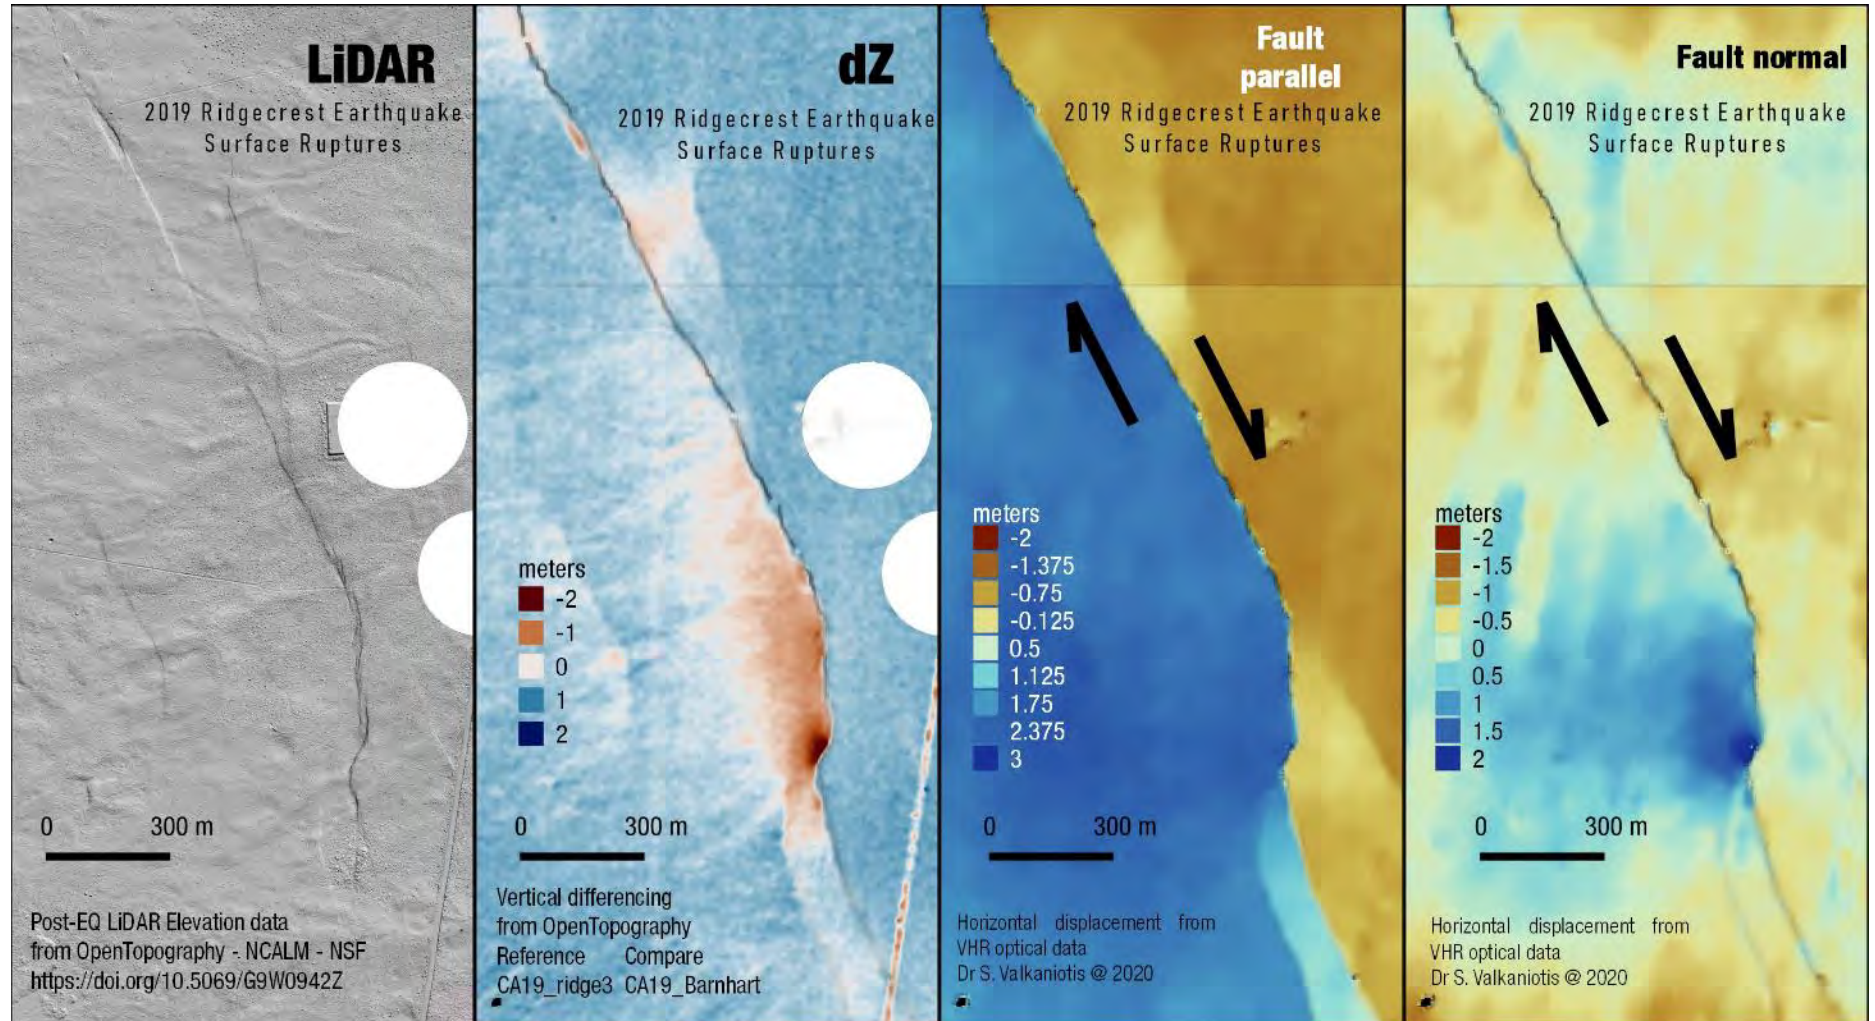 LiDAR
2019 Ridgecrest Earthquake
Surface Ruptures
0 300 m
Post-EQ LiDAR Elevation data
from OpenTopography - NCALM - NSF
https://doi.org/10.5069/G9W0942Z
dZ
2019 Ridgecrest Earthquake
Surface Ruptures
meters
-2
-1
0
1
2
0 300 m
Vertical differencing
from OpenTopography
Reference Compare
CA19_ridge3 CA19_Barnhart
Fault
parallel
2019 Ridgecrest Earthquake
Surface Ruptures
meters
-2
-1.375
-0.75
-0.125
0.5
1.125
1.75
2.375
3
0 300 m
Horizontal displacement from
VHR optical data
Dr S. Valkaniotis @ 2020
Fault normal
2019 Ridgecrest Earthquake
Surface Ruptures
meters
-2
-1.5
-1
-0.5
0
0.5
1
1.5
2
0 300 m
Horizontal displacement from
VHR optical data
Dr S. Valkaniotis @ 2020